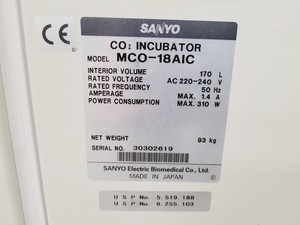 CE
SANYO
CO₂ INCUBATOR
MODEL MCO-18AIC
INTERIOR VOLUME 170 L
RATED VOLTAGE AC 220-240 V
RATED FREQUENCY 50 Hz
AMPERAGE MAX. 1.4 A
POWER CONSUMPTION MAX. 310 W
NET WEIGHT 93 kg
SERIAL NO. 30302619
SANYO Electric Biomedical Co., Ltd.
MADE IN JAPAN
U S P No. 5.519.188
U S P No. 6.255.103